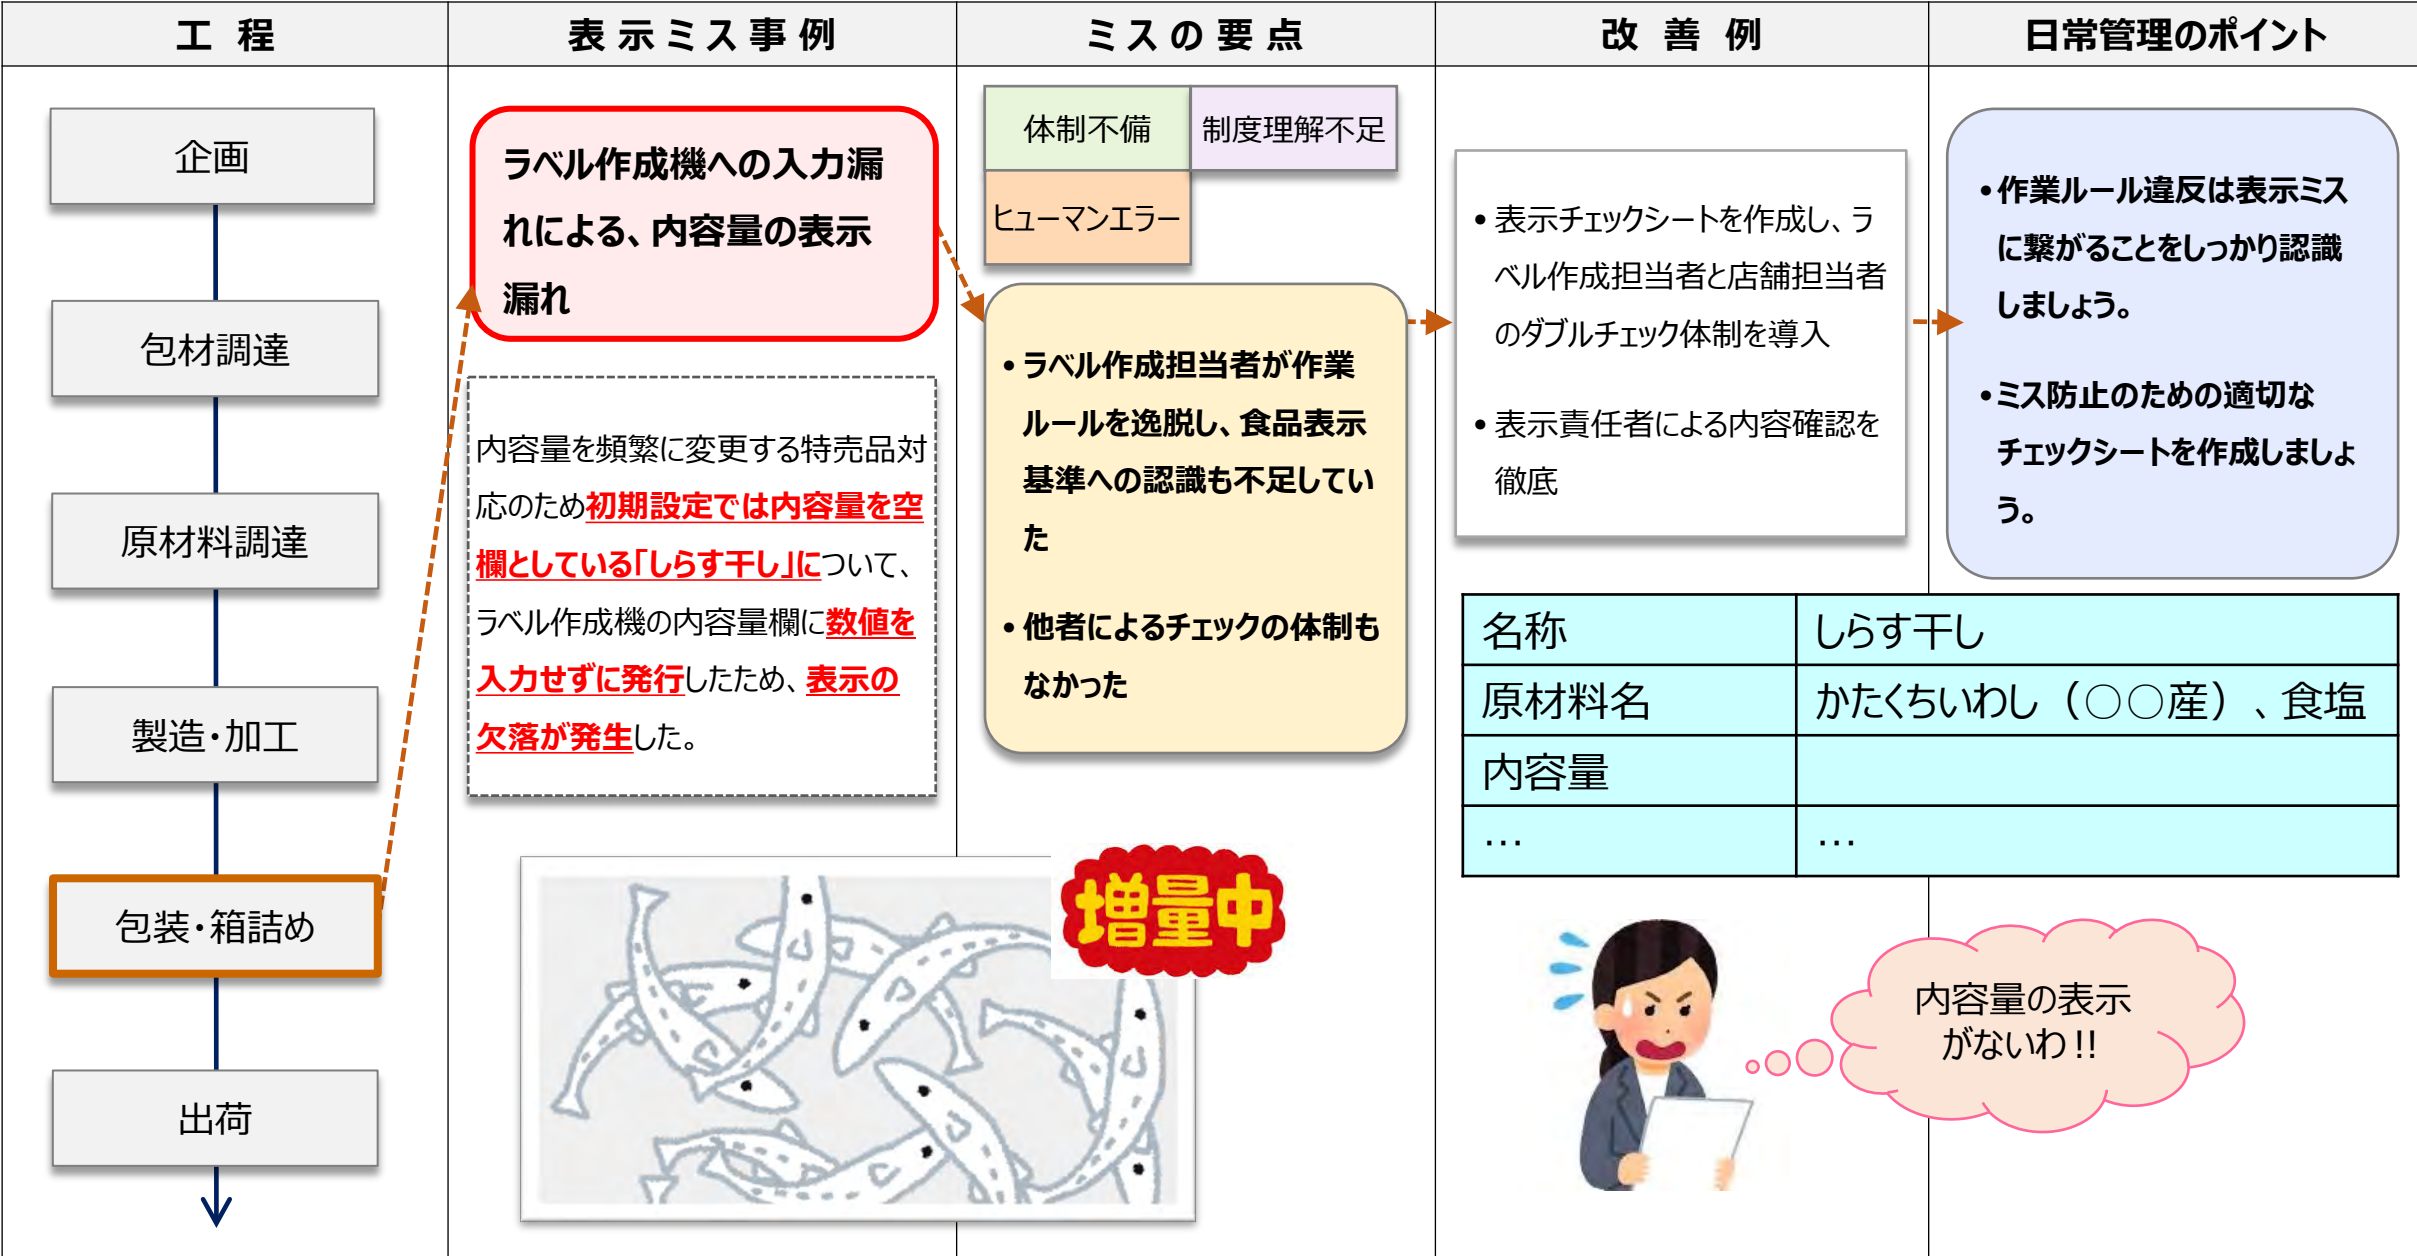 工程
表示ミス事例
ミスの要点
改善例
日常管理のポイント
企画
包材調達
原材料調達
製造・加工
包装・箱詰め
出荷
ラベル作成機への入力漏
れによる、内容量の表示
漏れ
内容量を頻繁に変更する特売品対
応のため初期設定では内容量を空
欄としている「しらす干し」について、
ラベル作成機の内容量欄に数値を
入力せずに発行したため、表示の
欠落が発生した。
体制不備
制度理解不足
ヒューマンエラー
• ラベル作成担当者が作業
ルールを逸脱し、食品表示
基準への認識も不足してい
た
• 他者によるチェックの体制も
なかった
増量中
• 表示チェックシートを作成し、ラ
ベル作成担当者と店舗担当者
のダブルチェック体制を導入
• 表示責任者による内容確認を
徹底
• 作業ルール違反は表示ミス
に繋がることをしっかり認識
しましょう。
• ミス防止のための適切な
チェックシートを作成しましょ
う。
名称 しらす干し
原材料名 かたくちいわし（○○産）、食塩
内容量
… …
内容量の表示
がないわ!!